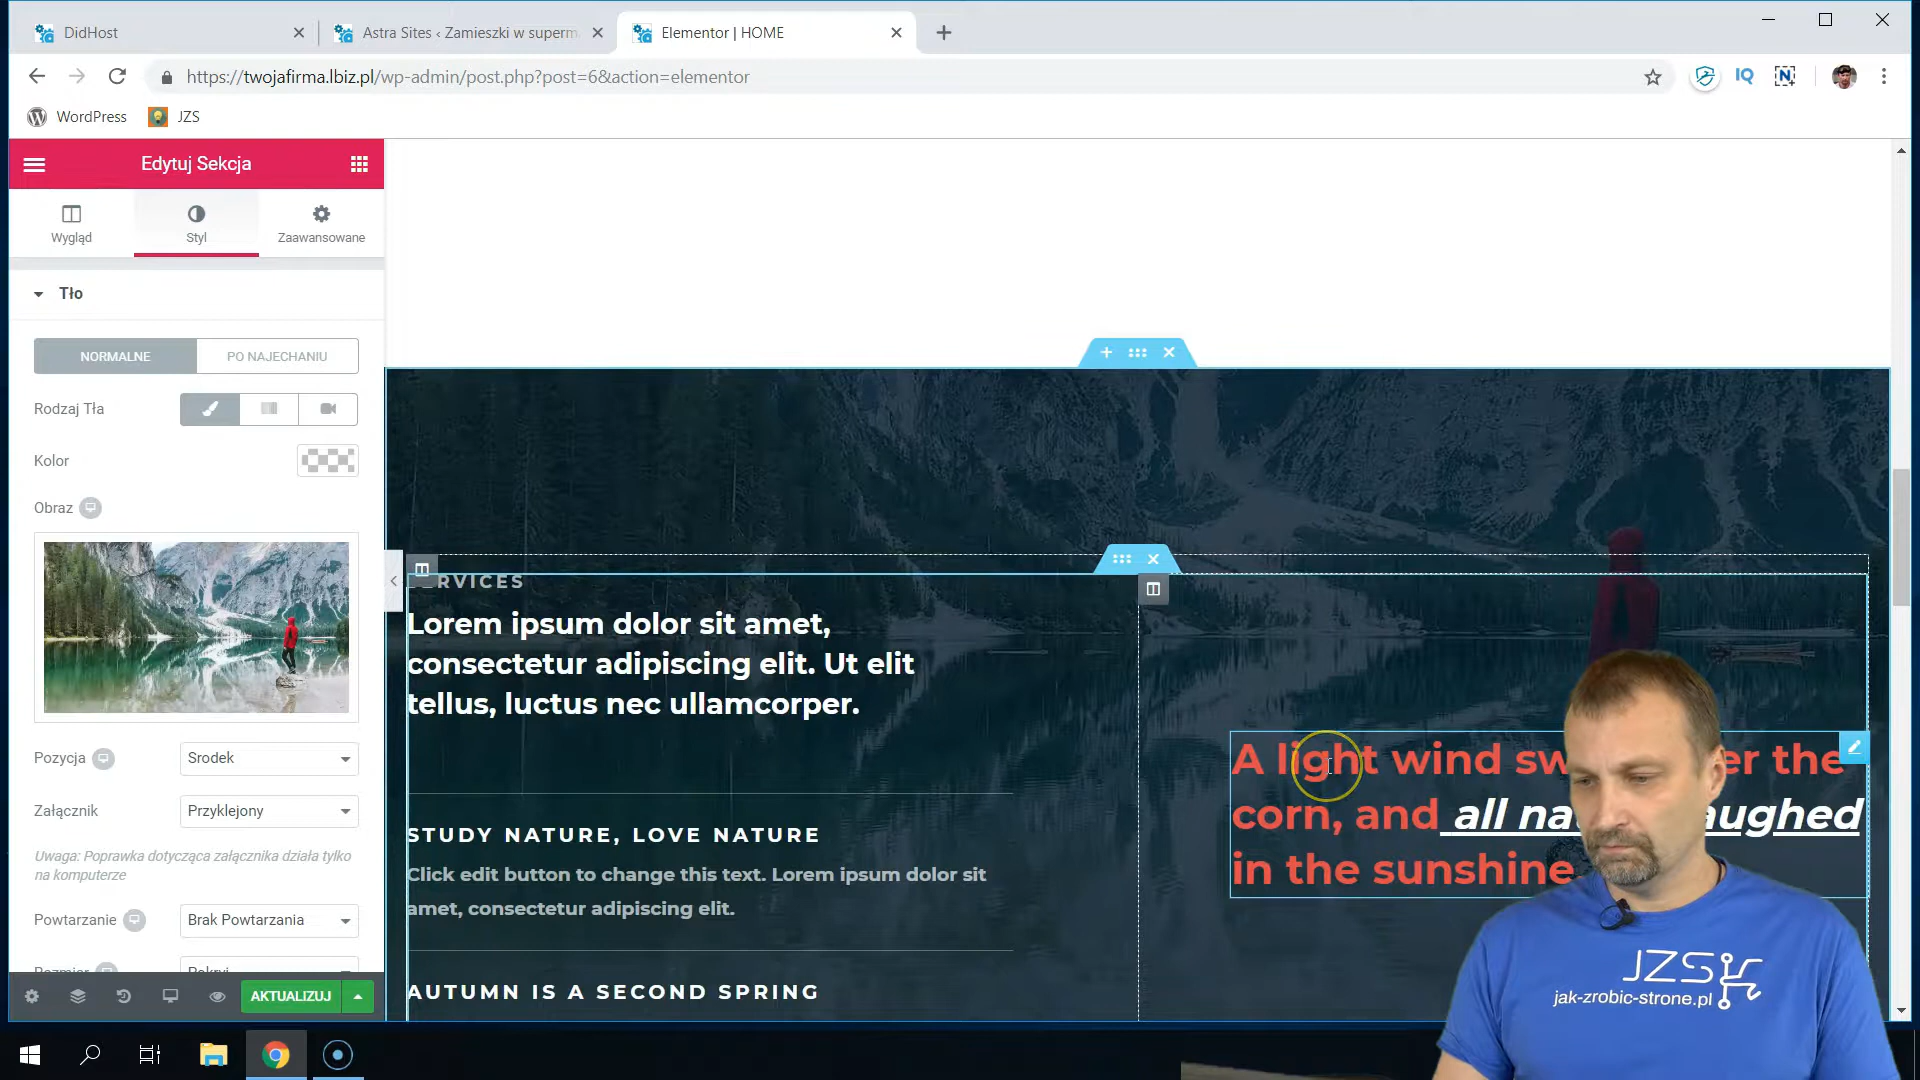 DidHost
Astra Sites ‹ Zamieszki w superm
Elementor | HOME
https://twojafirma.lbiz.pl/wp-admin/post.php?post=6&action=elementor
IQ
N
WordPress
JZS
Edytuj Sekcja
Wygląd
Styl
Zaawansowane
Tło
NORMALNE
PO NAJECHANIU
Rodzaj Tła
Kolor
Obraz
Pozycja
Srodek
Załącznik
Przyklejony
Uwaga: Poprawka dotycząca załącznika działa tylko
na komputerze
Powtarzanie
Brak Powtarzania
AKTUALIZUJ
Lorem ipsum dolor sit amet,
consectetur adipiscing elit. Ut elit
tellus, luctus nec ullamcorper.
STUDY NATURE, LOVE NATURE
Click edit button to change this text. Lorem ipsum dolor sit
amet, consectetur adipiscing elit.
AUTUMN IS A SECOND SPRING
A light wind the
corn, and all
in the sunshine
JZS
jak-zrobic-strone.pl